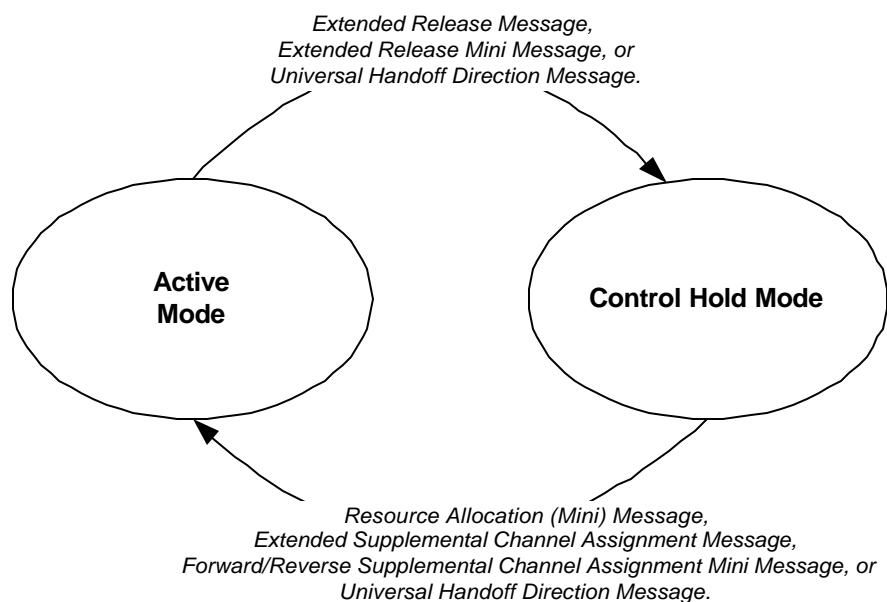 Extended Release Message,
Extended Release Mini Message, or
Universal Handoff Direction Message.
Active
Mode
Control Hold Mode
Resource Allocation (Mini) Message,
Extended Supplemental Channel Assignment Message,
Forward/Reverse Supplemental Channel Assignment Mini Message, or
Universal Handoff Direction Message.